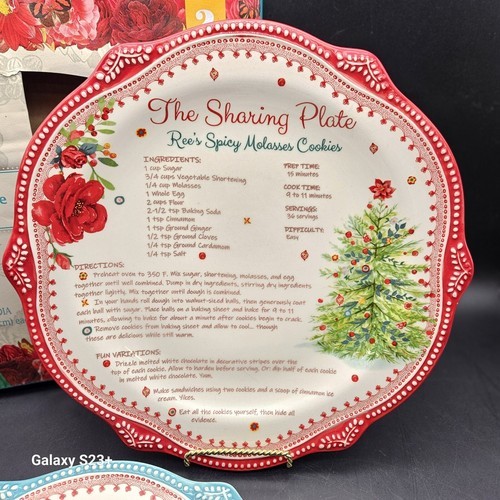 The Sharing Plate
Ree's Spicy Molasses Cookies
INGREDIENTS:
1 cup Sugar
3/4 cups Vegetable Shortening
1/4 cup Molasses
1 Whole Egg
2 cups Flour
2-1/2 tsp Baking Soda
1 tsp Cinnamon
1 tsp Ground Ginger
1/2 tsp Ground Cloves
1/4 tsp Ground Cardamom
1/4 tsp Salt
PREP TIME:
15 minutes
COOK TIME:
9 to 11 minutes
SERVINGS:
36 servings
DIFFICULTY:
Easy
DIRECTIONS:
Preheat oven to 350 F. Mix sugar, shortening, molasses, and egg
together until well combined. Dump in dry ingredients, stirring dry ingredients
together lightly. Mix together until dough is combined.
In your hands roll dough into walnut-sized balls, then generously coat
each ball with sugar. Place balls on a baking sheet and bake for 9 to 11
minutes, allowing to bake for about a minute after cookies begin to crack.
Remove cookies from baking sheet and allow to cool... though
these are delicious while still warm.
FUN VARIATIONS:
Drizzle melted white chocolate in decorative stripes over the
top of each cookie. Allow to harden before serving. OR: dip half of each cookie
in melted white chocolate. Yum.
Make sandwiches using two cookies and a scoop of cinnamon ice
cream. Yikes.
Eat all the cookies yourself, then hide all
evidence.
Galaxy S23+